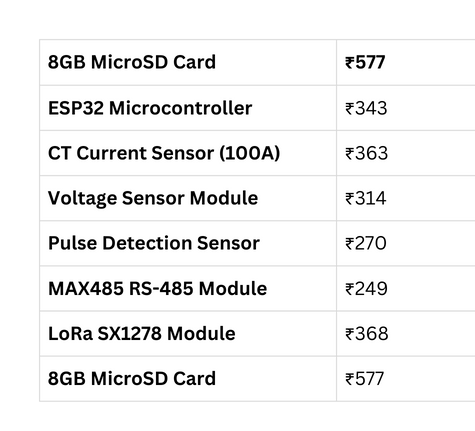 8GB MicroSD Card ₹577
ESP32 Microcontroller ₹343
CT Current Sensor (100A) ₹363
Voltage Sensor Module ₹314
Pulse Detection Sensor ₹270
MAX485 RS-485 Module ₹249
LoRa SX1278 Module ₹368
8GB MicroSD Card ₹577